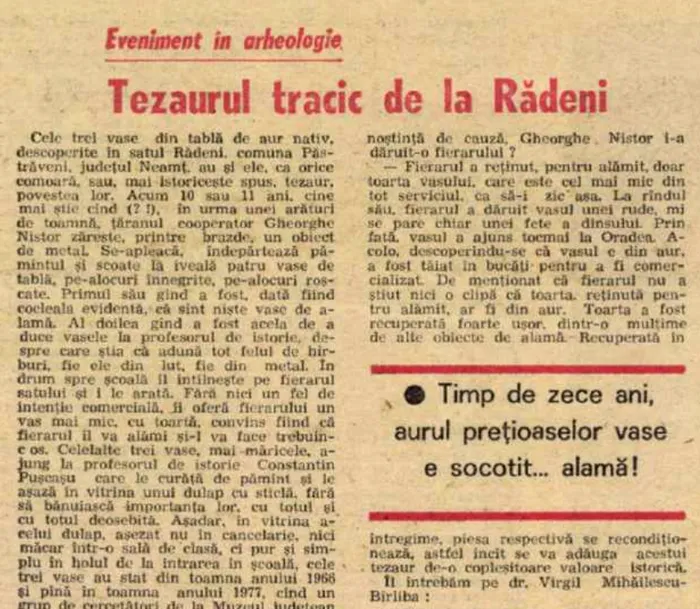 Eveniment in arheologie
Tezaurul tracic de la Rădeni
Cele trei vase din tablă de aur nativ,
descoperite în satul Rădeni, comuna Păs-
trăveni, județul Neamț, au și ele, ca orice
comoară, sau, mai istoricește spus, tezaur,
povestea lor. Acum 10 sau 11 ani, cine
mai știe cînd (? !), în urma unei arături
de toamnă, țăranul cooperator Gheorghe
Nistor zărește, printre brazde, un obiect
de metal. Se-apleacă, îndepărtează pă-
mîntul și scoate la iveală patru vase de
tablă, pe-alocuri înnegrite, pe-alocuri roș-
cate. Primul său gînd a fost, dată fiind
cocleala evidentă, că sînt niște vase de a-
lamă. Al doilea gînd a fost acela de a
duce vasele la profesorul de istorie, de-
spre care știa că adună tot felul de hîr-
buri, fie ele din lut, fie din metal. În
drum spre școală îl întîlnește pe fierarul
satului și i le arată. Fără nici un fel de
intenție comercială, îi oferă fierarului un
vas mai mic, cu toartă, convins fiind că
fierarul îl va alămi și-l va face trebuin-
cos. Celelalte trei vase, mai măricele, a-
jung la profesorul de istorie Constantin
Pușcașu care le curăță de pămînt și le
așază în vitrina unui dulap cu sticlă, fără
să bănuiască importanța lor, cu totul și
cu totul deosebită. Așadar, în vitrina a-
celui dulap, așezat nu în cancelarie, nici
măcar într-o sală de clasă, ci pur și sim-
plu în holul de la intrarea în școală, cele
trei vase au stat din toamna anului 1966
și pînă în toamna anului 1977, cînd un
grup de cercetători de la Muzeul județean
noștință de cauză, Gheorghe Nistor i-a
dăruit-o fierarului ?
— Fierarul a reținut, pentru alămit, doar
toarta vasului, care este cel mai mic din
tot serviciul, ca să-i zic așa. La rîndul
său, fierarul a dăruit vasul unei rude, mi
se pare chiar unei fete a dînsului. Prin
fată, vasul a ajuns tocmai la Oradea. A-
colo, descoperindu-se că vasul e din aur,
a fost tăiat în bucăți pentru a fi comer-
cializat. De menționat că fierarul nu a
știut nici o clipă că toarta, reținută pen-
tru alămit, ar fi din aur. Toarta a fost
recuperată foarte ușor, dintr-o mulțime
de alte obiecte de alamă. Recuperată în
● Timp de zece ani,
aurul prețioaselor vase
e socotit... alamă!
întregime, piesa respectivă se recondițio-
nează, astfel încît se va adăuga acestui
tezaur de-o copleșitoare valoare istorică.
Îl întrebăm pe dr. Virgil Mihăilescu-
Bîrliba :